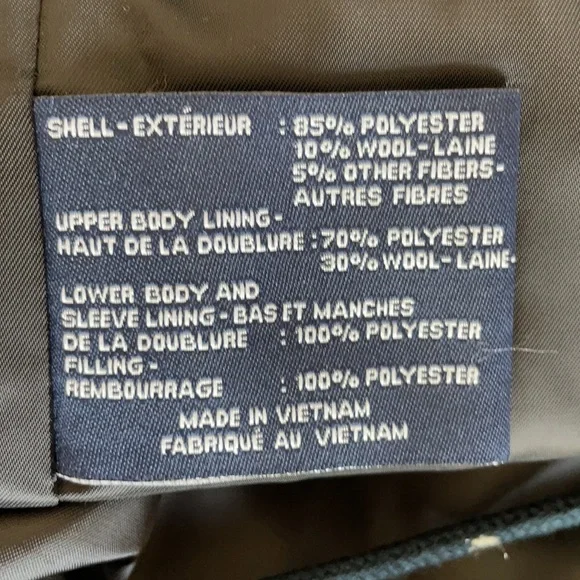 SHELL-EXTÉRIEUR : 85% POLYESTER
10% WOOL-LAINE
5% OTHER FIBERS-
AUTRES FIBRES
UPPER BODY LINING-
HAUT DE LA DOUBLURE :70% POLYESTER
30% WOOL-LAINE-
LOWER BODY AND
SLEEVE LINING-BAS ET MANCHES
DE LA DOUBLURE : 100% POLYESTER
FILLING-
REMBOURRAGE : 100% POLYESTER
MADE IN VIETNAM
FABRIQUÉ AU VIETNAM